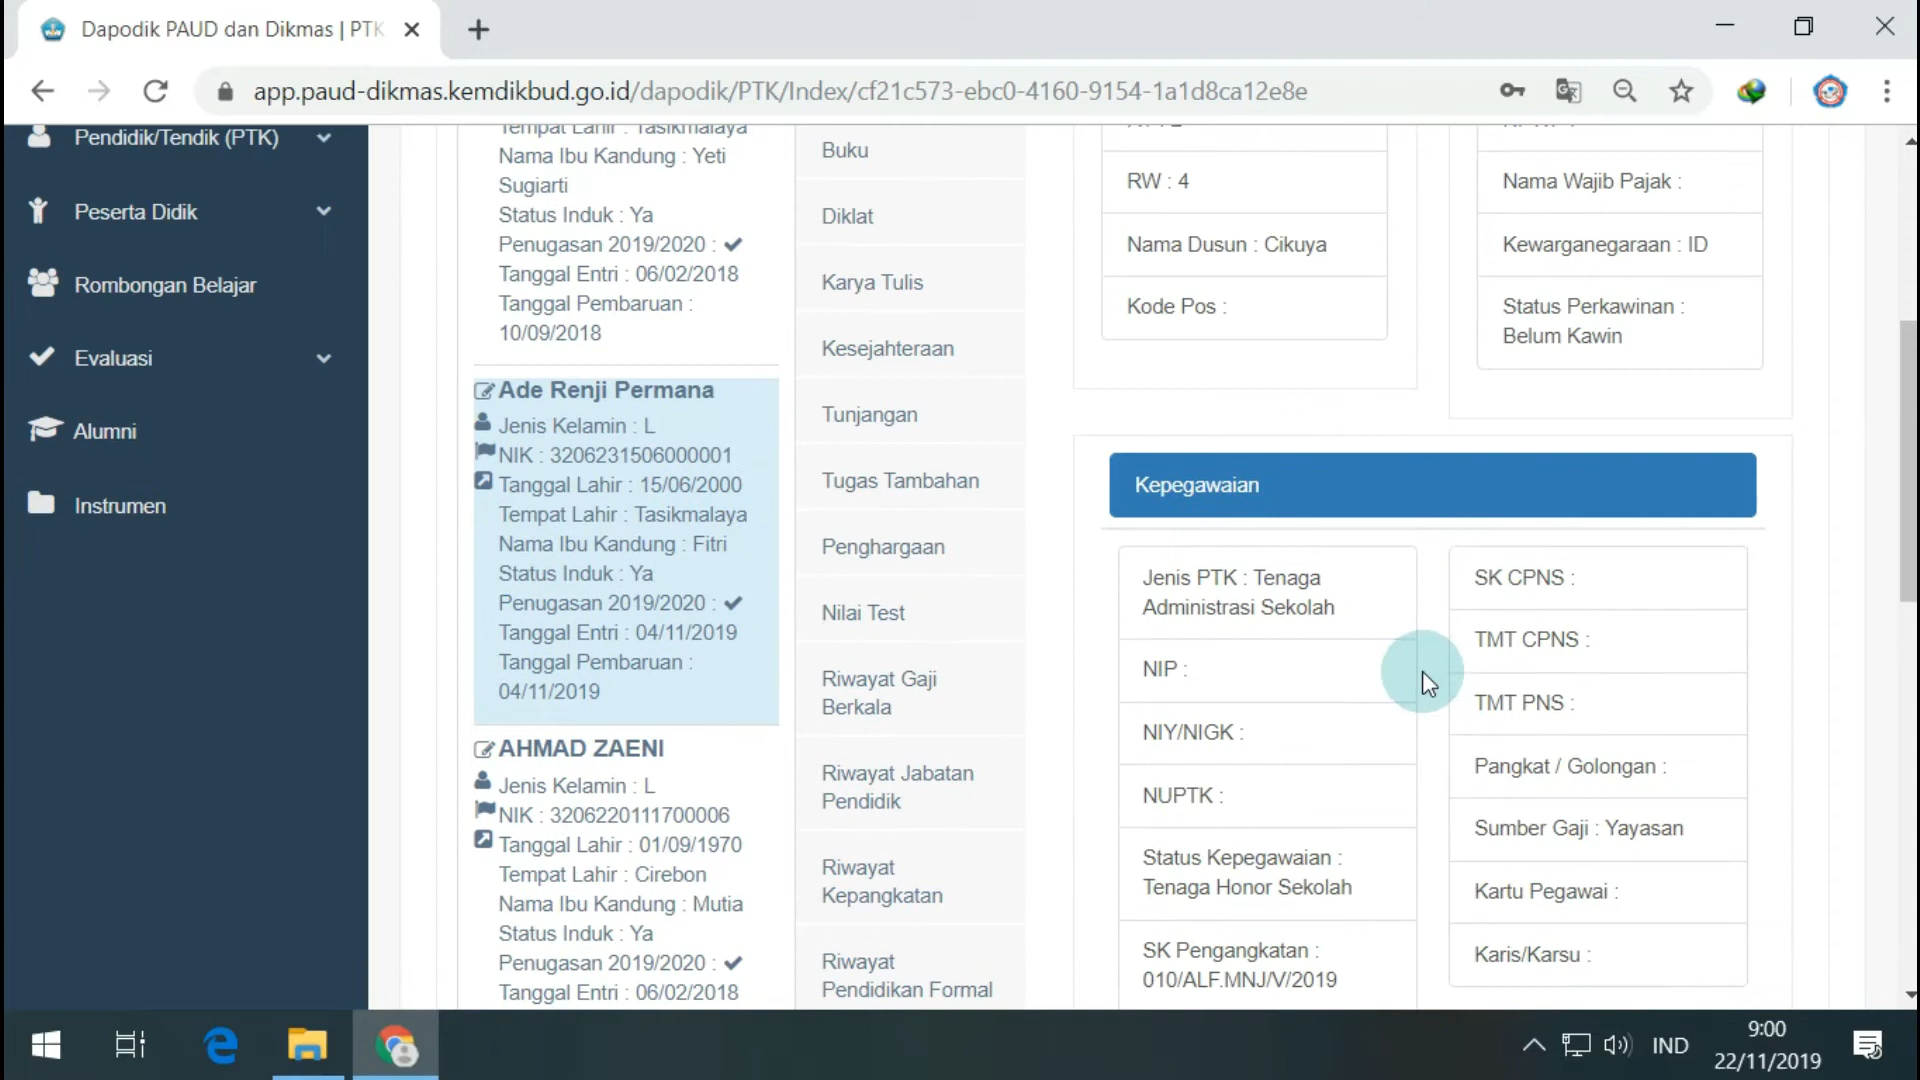 Dapodik PAUD dan Dikmas | PTK
app.paud-dikmas.kemdikbud.go.id/dapodik/PTK/Index/cf21c573-ebc0-4160-9154-1a1d8ca12e8e
Pendidik/Tendik (PTK)
Peserta Didik
Rombongan Belajar
Evaluasi
Alumni
Instrumen
Tempat Lahir : Tasikmalaya
Nama Ibu Kandung : Yeti
Sugiarti
Status Induk : Ya
Penugasan 2019/2020 : ✔
Tanggal Entri : 06/02/2018
Tanggal Pembaruan :
10/09/2018
Ade Renji Permana
Jenis Kelamin : L
NIK : 3206231506000001
Tanggal Lahir : 15/06/2000
Tempat Lahir : Tasikmalaya
Nama Ibu Kandung : Fitri
Status Induk : Ya
Penugasan 2019/2020 : ✔
Tanggal Entri : 04/11/2019
Tanggal Pembaruan :
04/11/2019
AHMAD ZAENI
Jenis Kelamin : L
NIK : 3206220111700006
Tanggal Lahir : 01/09/1970
Tempat Lahir : Cirebon
Nama Ibu Kandung : Mutia
Status Induk : Ya
Penugasan 2019/2020 : ✔
Tanggal Entri : 06/02/2018
Buku
Diklat
Karya Tulis
Kesejahteraan
Tunjangan
Tugas Tambahan
Penghargaan
Nilai Test
Riwayat Gaji
Berkala
Riwayat Jabatan
Pendidik
Riwayat
Kepangkatan
Riwayat
Pendidikan Formal
RW : 4
Nama Dusun : Cikuya
Kode Pos :
Nama Wajib Pajak :
Kewarganegaraan : ID
Status Perkawinan :
Belum Kawin
Kepegawaian
Jenis PTK : Tenaga
Administrasi Sekolah
NIP :
NIY/NIGK :
NUPTK :
Status Kepegawaian :
Tenaga Honor Sekolah
SK Pengangkatan :
010/ALF.MNJ/V/2019
SK CPNS :
TMT CPNS :
TMT PNS :
Pangkat / Golongan :
Sumber Gaji : Yayasan
Kartu Pegawai :
Karis/Karsu :
IND
9:00
22/11/2019